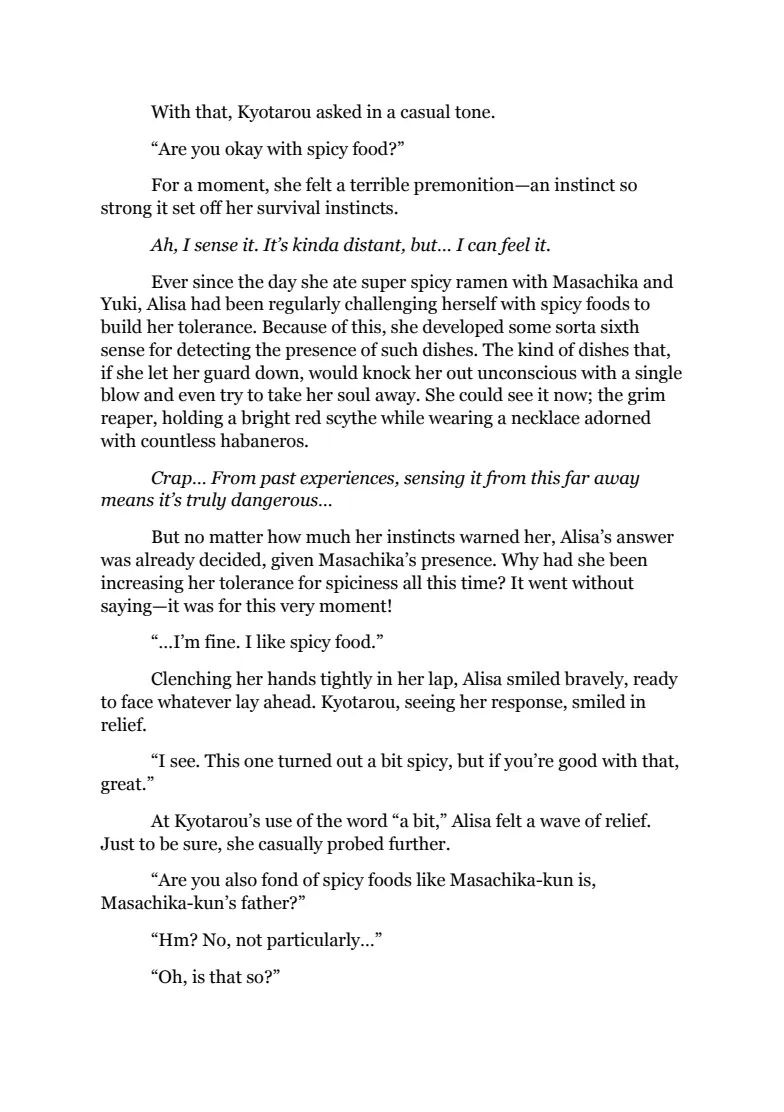 With that, Kyotarou asked in a casual tone.
“Are you okay with spicy food?”
For a moment, she felt a terrible premonition—an instinct so
strong it set off her survival instincts.
Ah, I sense it. It’s kinda distant, but… I can feel it.
Ever since the day she ate super spicy ramen with Masachika and
Yuki, Alisa had been regularly challenging herself with spicy foods to
build her tolerance. Because of this, she developed some sorta sixth
sense for detecting the presence of such dishes. The kind of dishes that,
if she let her guard down, would knock her out unconscious with a single
blow and even try to take her soul away. She could see it now; the grim
reaper, holding a bright red scythe while wearing a necklace adorned
with countless habaneros.
Crap… From past experiences, sensing it from this far away
means it’s truly dangerous…
But no matter how much her instincts warned her, Alisa’s answer
was already decided, given Masachika’s presence. Why had she been
increasing her tolerance for spiciness all this time? It went without
saying—it was for this very moment!
“…I’m fine. I like spicy food.”
Clenching her hands tightly in her lap, Alisa smiled bravely, ready
to face whatever lay ahead. Kyotarou, seeing her response, smiled in
relief.
“I see. This one turned out a bit spicy, but if you’re good with that,
great.”
At Kyotarou’s use of the word “a bit,” Alisa felt a wave of relief.
Just to be sure, she casually probed further.
“Are you also fond of spicy foods like Masachika-kun is,
Masachika-kun’s father?”
“Hm? No, not particularly…”
“Oh, is that so?”